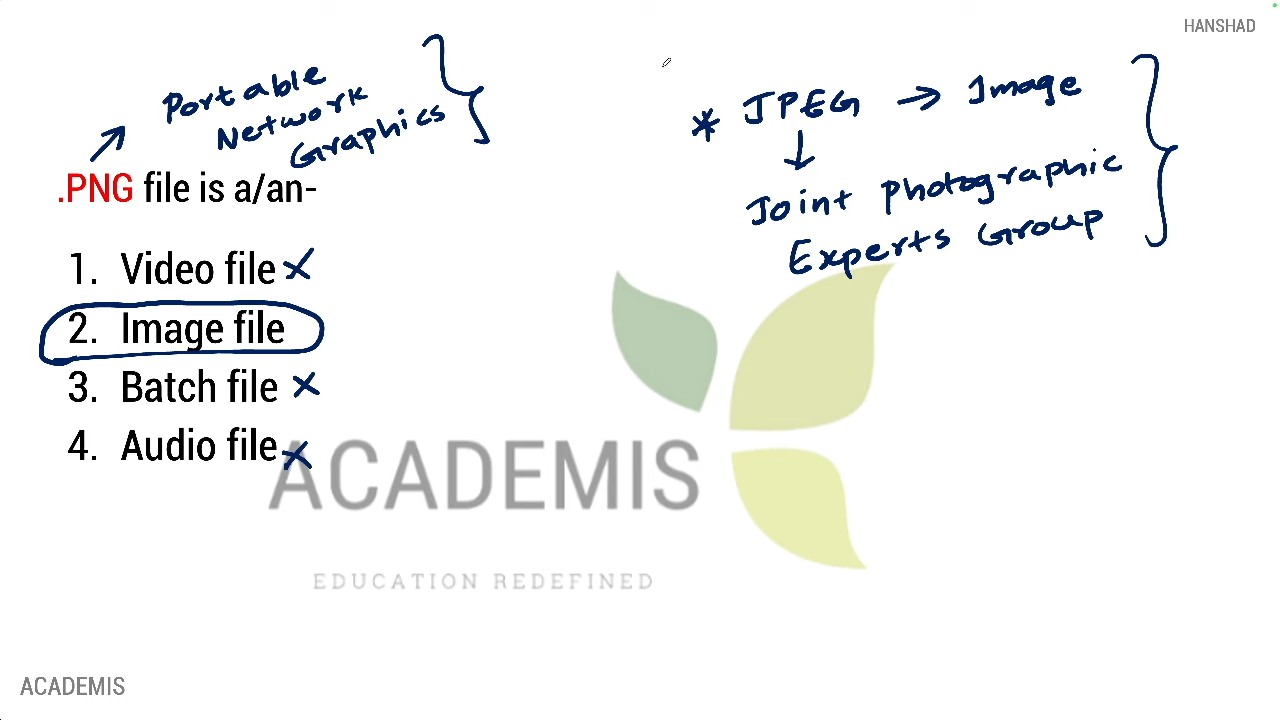 HANSHAD
Portable
Network
Graphics
.PNG file is a/an-
1. Video file ×
2. Image file
3. Batch file ×
4. Audio file ×
* JPEG → Image
↓
Joint Photographic
Experts Group
ACADEMIS
EDUCATION REDEFINED
ACADEMIS